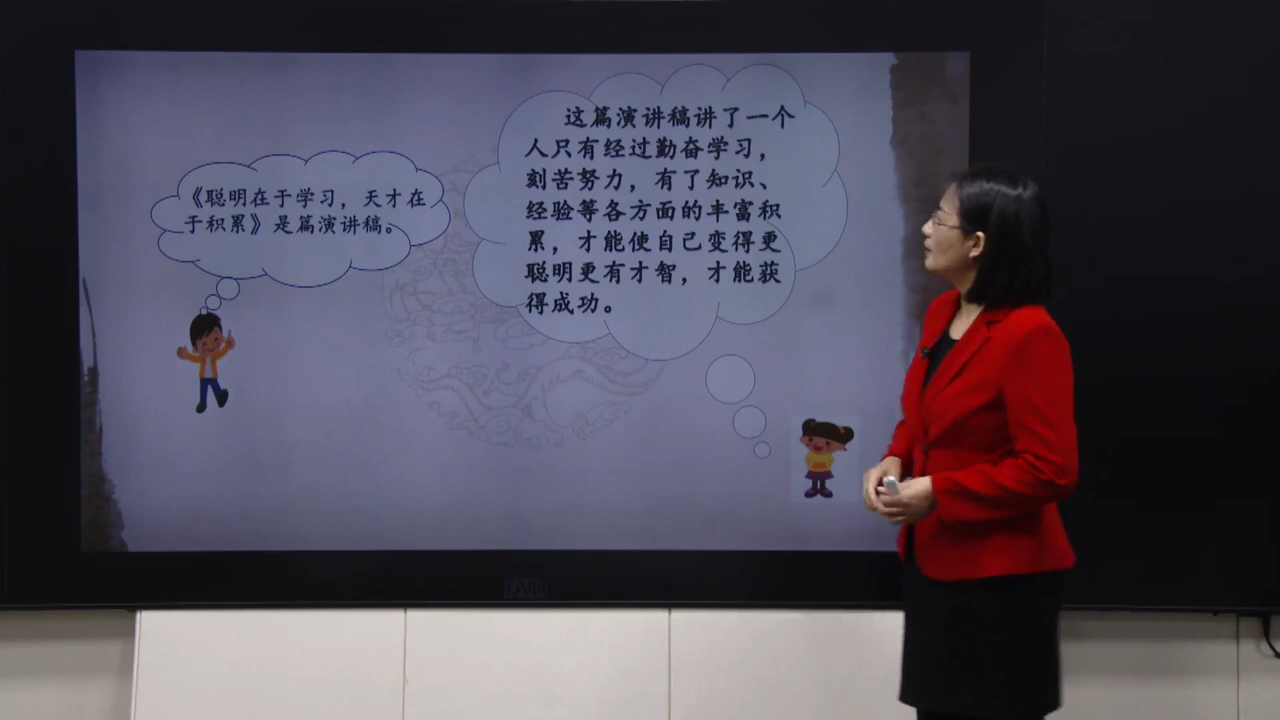 《聪明在于学习，天才在
于积累》是篇演讲稿。
这篇演讲稿讲了一个
人只有经过勤奋学习，
刻苦努力，有了知识、
经验等各方面的丰富积
累，才能使自己变得更
聪明更有才智，才能获
得成功。